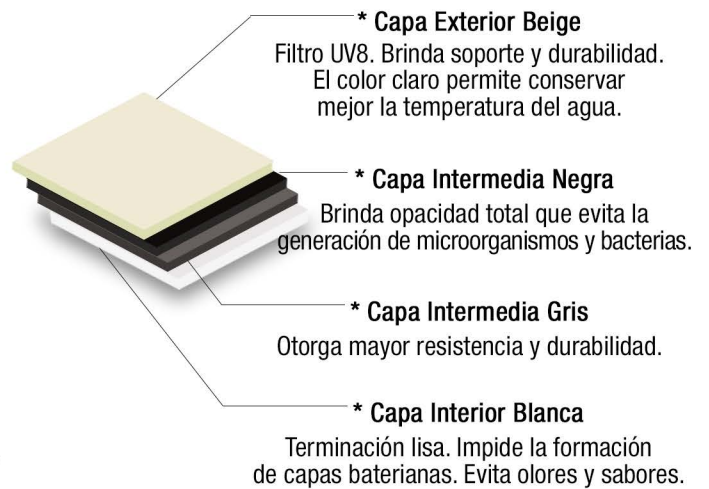 * Capa Exterior Beige
Filtro UV8. Brinda soporte y durabilidad.
El color claro permite conservar
mejor la temperatura del agua.
* Capa Intermedia Negra
Brinda opacidad total que evita la
generación de microorganismos y bacterias.
* Capa Intermedia Gris
Otorga mayor resistencia y durabilidad.
* Capa Interior Blanca
Terminación lisa. Impide la formación
de capas baterianas. Evita olores y sabores.